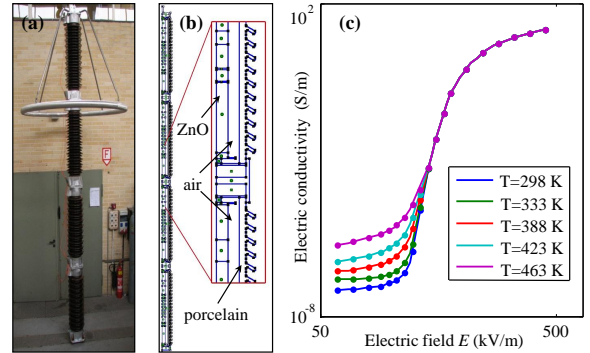 (a)
(b)
ZnO
air
porcelain
(c)
10^2
Electric conductivity (S/m)
10^-8
50
500
Electric field E (kV/m)
T=298 K
T=333 K
T=388 K
T=423 K
T=463 K